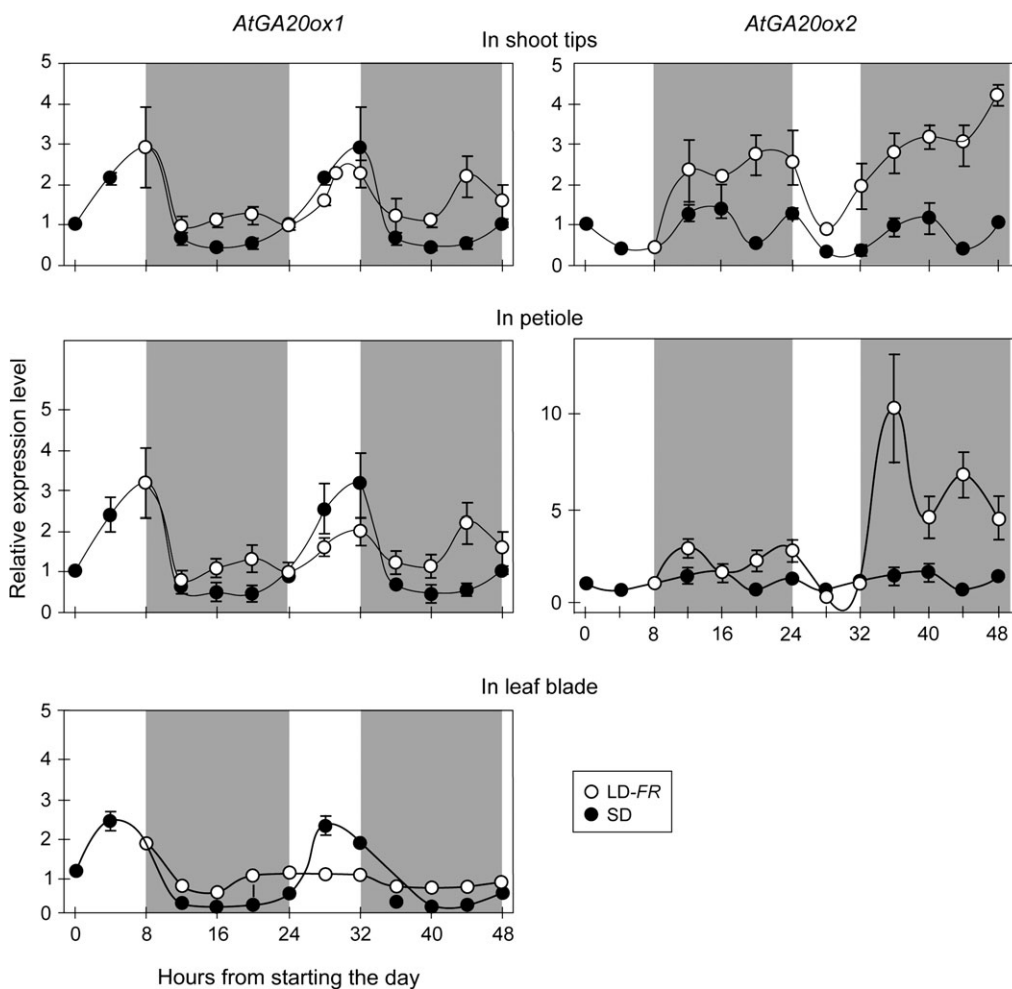 AtGA20ox1 AtGA20ox2
In shoot tips
5 5
4 4
3 3
2 2
1 1
0 0
In petiole
Relative expression level
5
4
3
2
1
0
10
5
0
0 8 16 24 32 40 48
In leaf blade
5
4
3
2
1
0
0 8 16 24 32 40 48
LD-FR
SD
Hours from starting the day